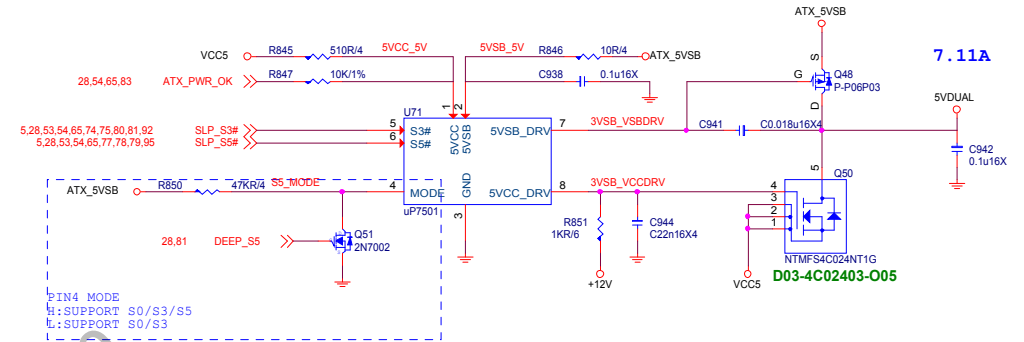 ATX_5VSB
7.11A
VCC5 R845 510R/4 5VCC_5V 5VSB_5V R846 10R/4 ATX_5VSB
S
28,54,65,83 ATX_PWR_OK R847 10K/1% C938 0.1u16X
G Q48
P-P06P03
D
5VDUAL
1 2
U71
5,28,53,54,65,74,75,80,81,92 SLP_S3# 5 S3# 5VCC 5VSB 5VSB_DRV 7 3VSB_VSBDRV C941 C0.018u16X4
5,28,53,54,65,77,78,79,95 SLP_S5# 6 S5#
C942
0.1u16X
5 Q50
ATX_5VSB R850 47KR/4 S5_MODE 4 MODE GND 5VCC_DRV 8 3VSB_VCCDRV 4
3
2
1
uP7501
3
R851
1KR/6
C944
C22n16X4
28,81 DEEP_S5 Q51
2N7002
NTMFS4C024NT1G
+12V VCC5 D03-4C02403-O05
PIN4 MODE
H:SUPPORT S0/S3/S5
L:SUPPORT S0/S3